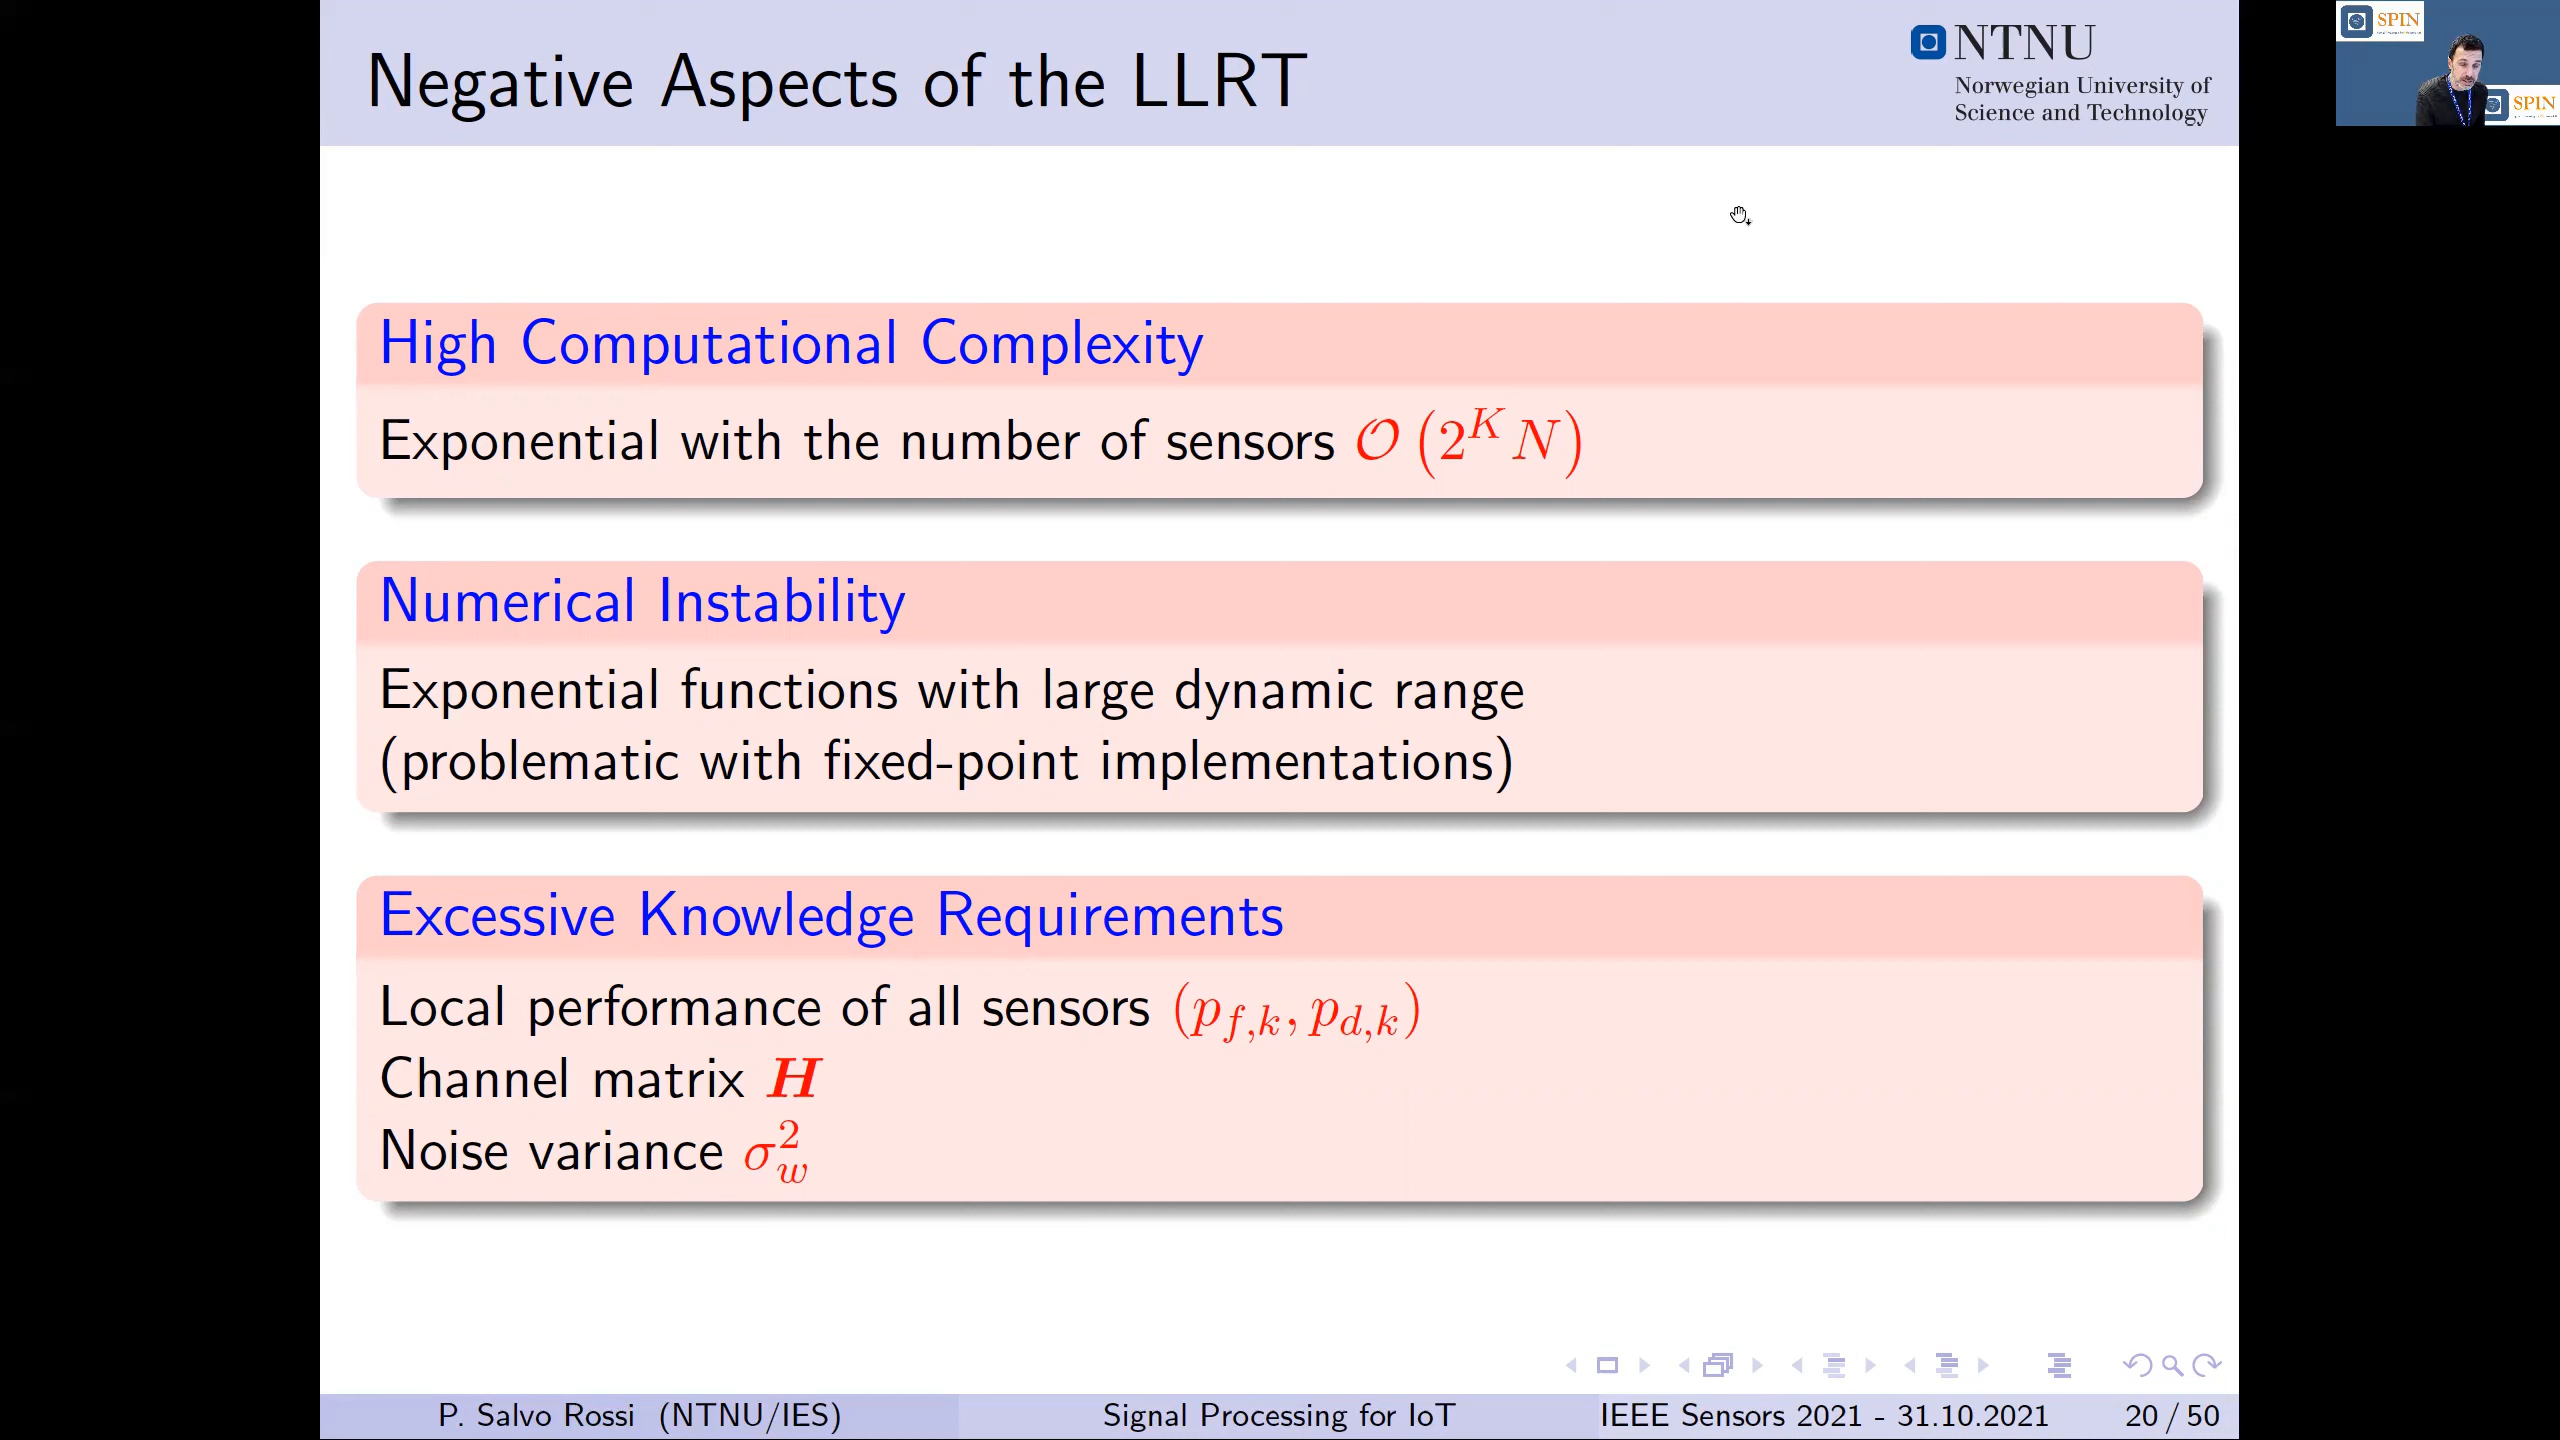 Negative Aspects of the LLRT
NTNU
Norwegian University of
Science and Technology
SPIN
SPIN
High Computational Complexity
Exponential with the number of sensors 𝒪 (2^K N)
Numerical Instability
Exponential functions with large dynamic range
(problematic with fixed-point implementations)
Excessive Knowledge Requirements
Local performance of all sensors (p_{f,k}, p_{d,k})
Channel matrix H
Noise variance σ_w^2
P. Salvo Rossi (NTNU/IES)
Signal Processing for IoT
IEEE Sensors 2021 - 31.10.2021
20 / 50